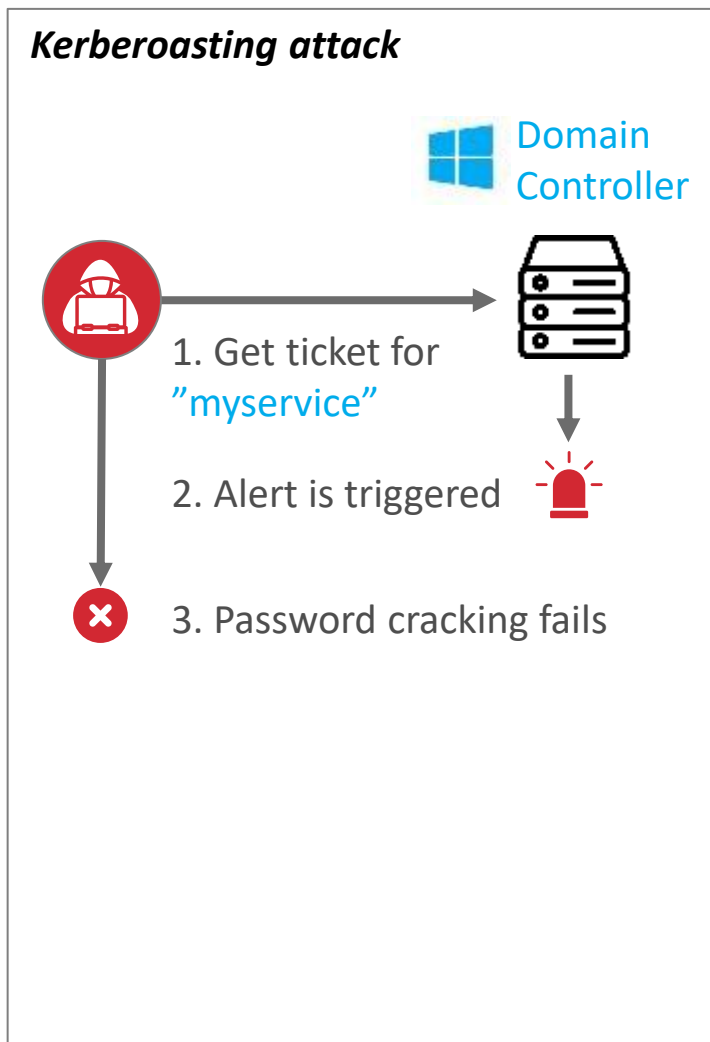 Kerberoasting attack
Domain
Controller
1. Get ticket for
”myservice”
2. Alert is triggered
3. Password cracking fails